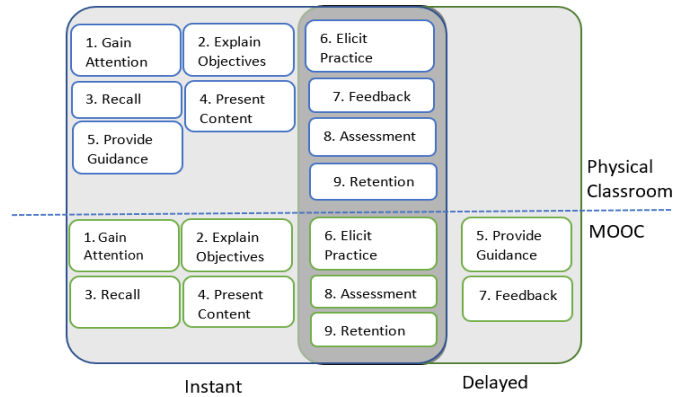 1. Gain
Attention
2. Explain
Objectives
6. Elicit
Practice
3. Recall
4. Present
Content
7. Feedback
5. Provide
Guidance
8. Assessment
9. Retention
Physical
Classroom
MOOC
1. Gain
Attention
2. Explain
Objectives
6. Elicit
Practice
5. Provide
Guidance
3. Recall
4. Present
Content
8. Assessment
7. Feedback
9. Retention
Instant
Delayed